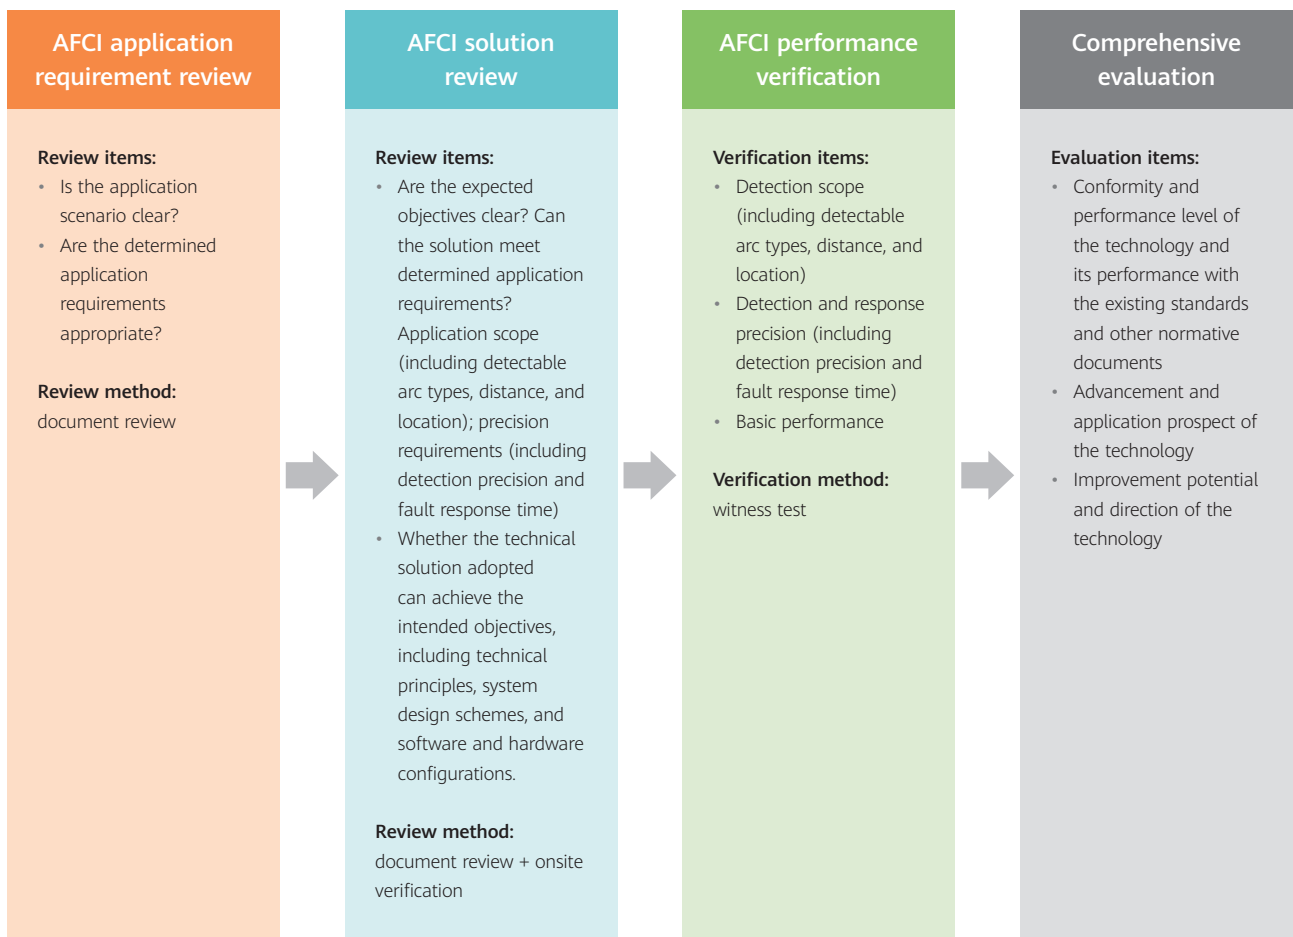 AFCI application
requirement review
Review items:
• Is the application
scenario clear?
• Are the determined
application
requirements
appropriate?
Review method:
document review
AFCI solution
review
Review items:
• Are the expected
objectives clear? Can
the solution meet
determined application
requirements?
Application scope
(including detectable
arc types, distance, and
location); precision
requirements (including
detection precision and
fault response time)
• Whether the technical
solution adopted
can achieve the
intended objectives,
including technical
principles, system
design schemes, and
software and hardware
configurations.
Review method:
document review + onsite
verification
AFCI performance
verification
Verification items:
• Detection scope
(including detectable
arc types, distance, and
location)
• Detection and response
precision (including
detection precision and
fault response time)
• Basic performance
Verification method:
witness test
Comprehensive
evaluation
Evaluation items:
• Conformity and
performance level of
the technology and
its performance with
the existing standards
and other normative
documents
• Advancement and
application prospect of
the technology
• Improvement potential
and direction of the
technology